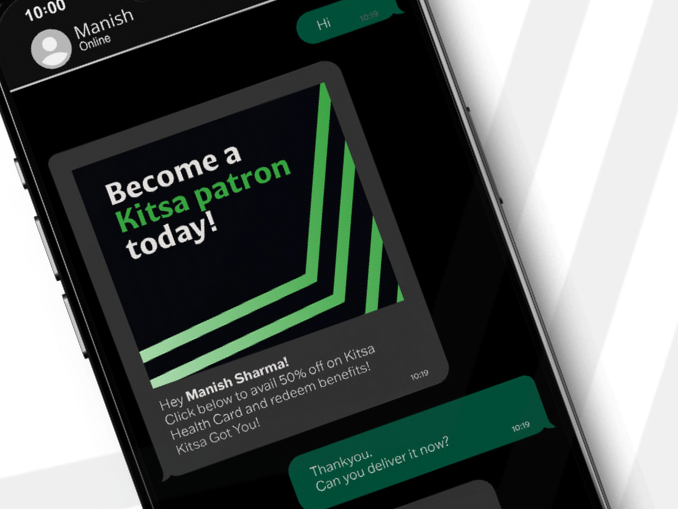 10:00
Manish
Online
Hi
10:19
Become a
Kitsa patron
today!
Hey Manish Sharma!
Click below to avail 50% off on Kitsa
Health Card and redeem benefits!
Kitsa Got You!
10:19
Thankyou.
Can you deliver it now?
10:19